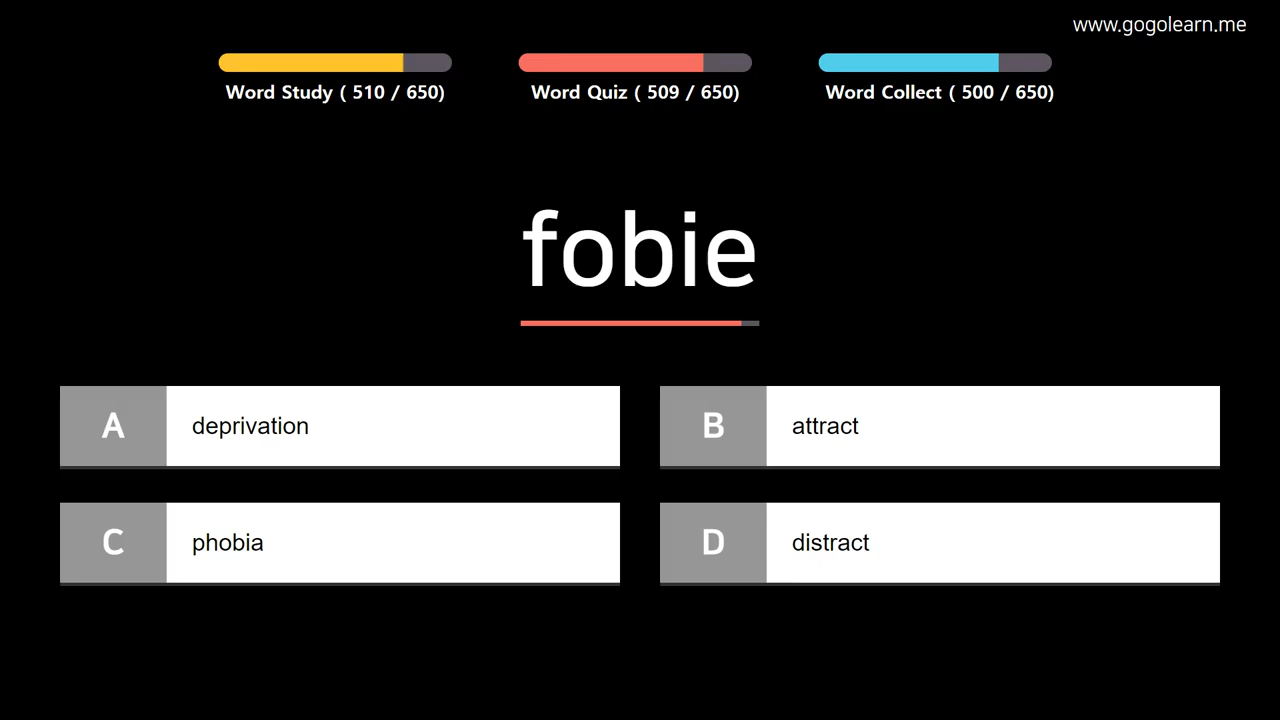 www.gogolearn.me
Word Study ( 510 / 650)
Word Quiz ( 509 / 650)
Word Collect ( 500 / 650)
fobie
A deprivation
B attract
C phobia
D distract